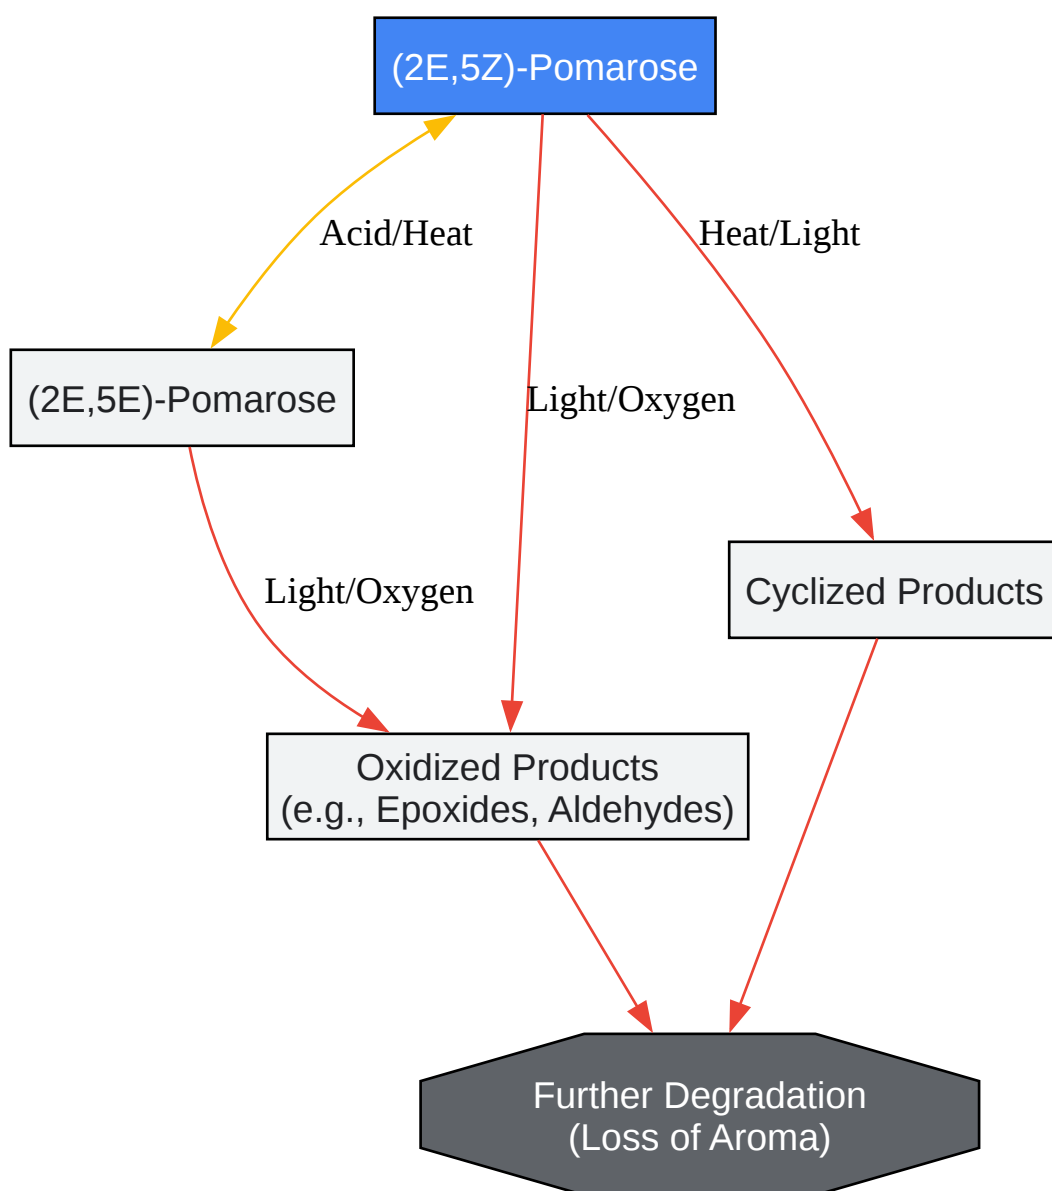 (2E,5Z)-Pomarose
Acid/Heat
Heat/Light
(2E,5E)-Pomarose
Light/Oxygen
Light/Oxygen
Cyclized Products
Oxidized Products
(e.g., Epoxides, Aldehydes)
Further Degradation
(Loss of Aroma)